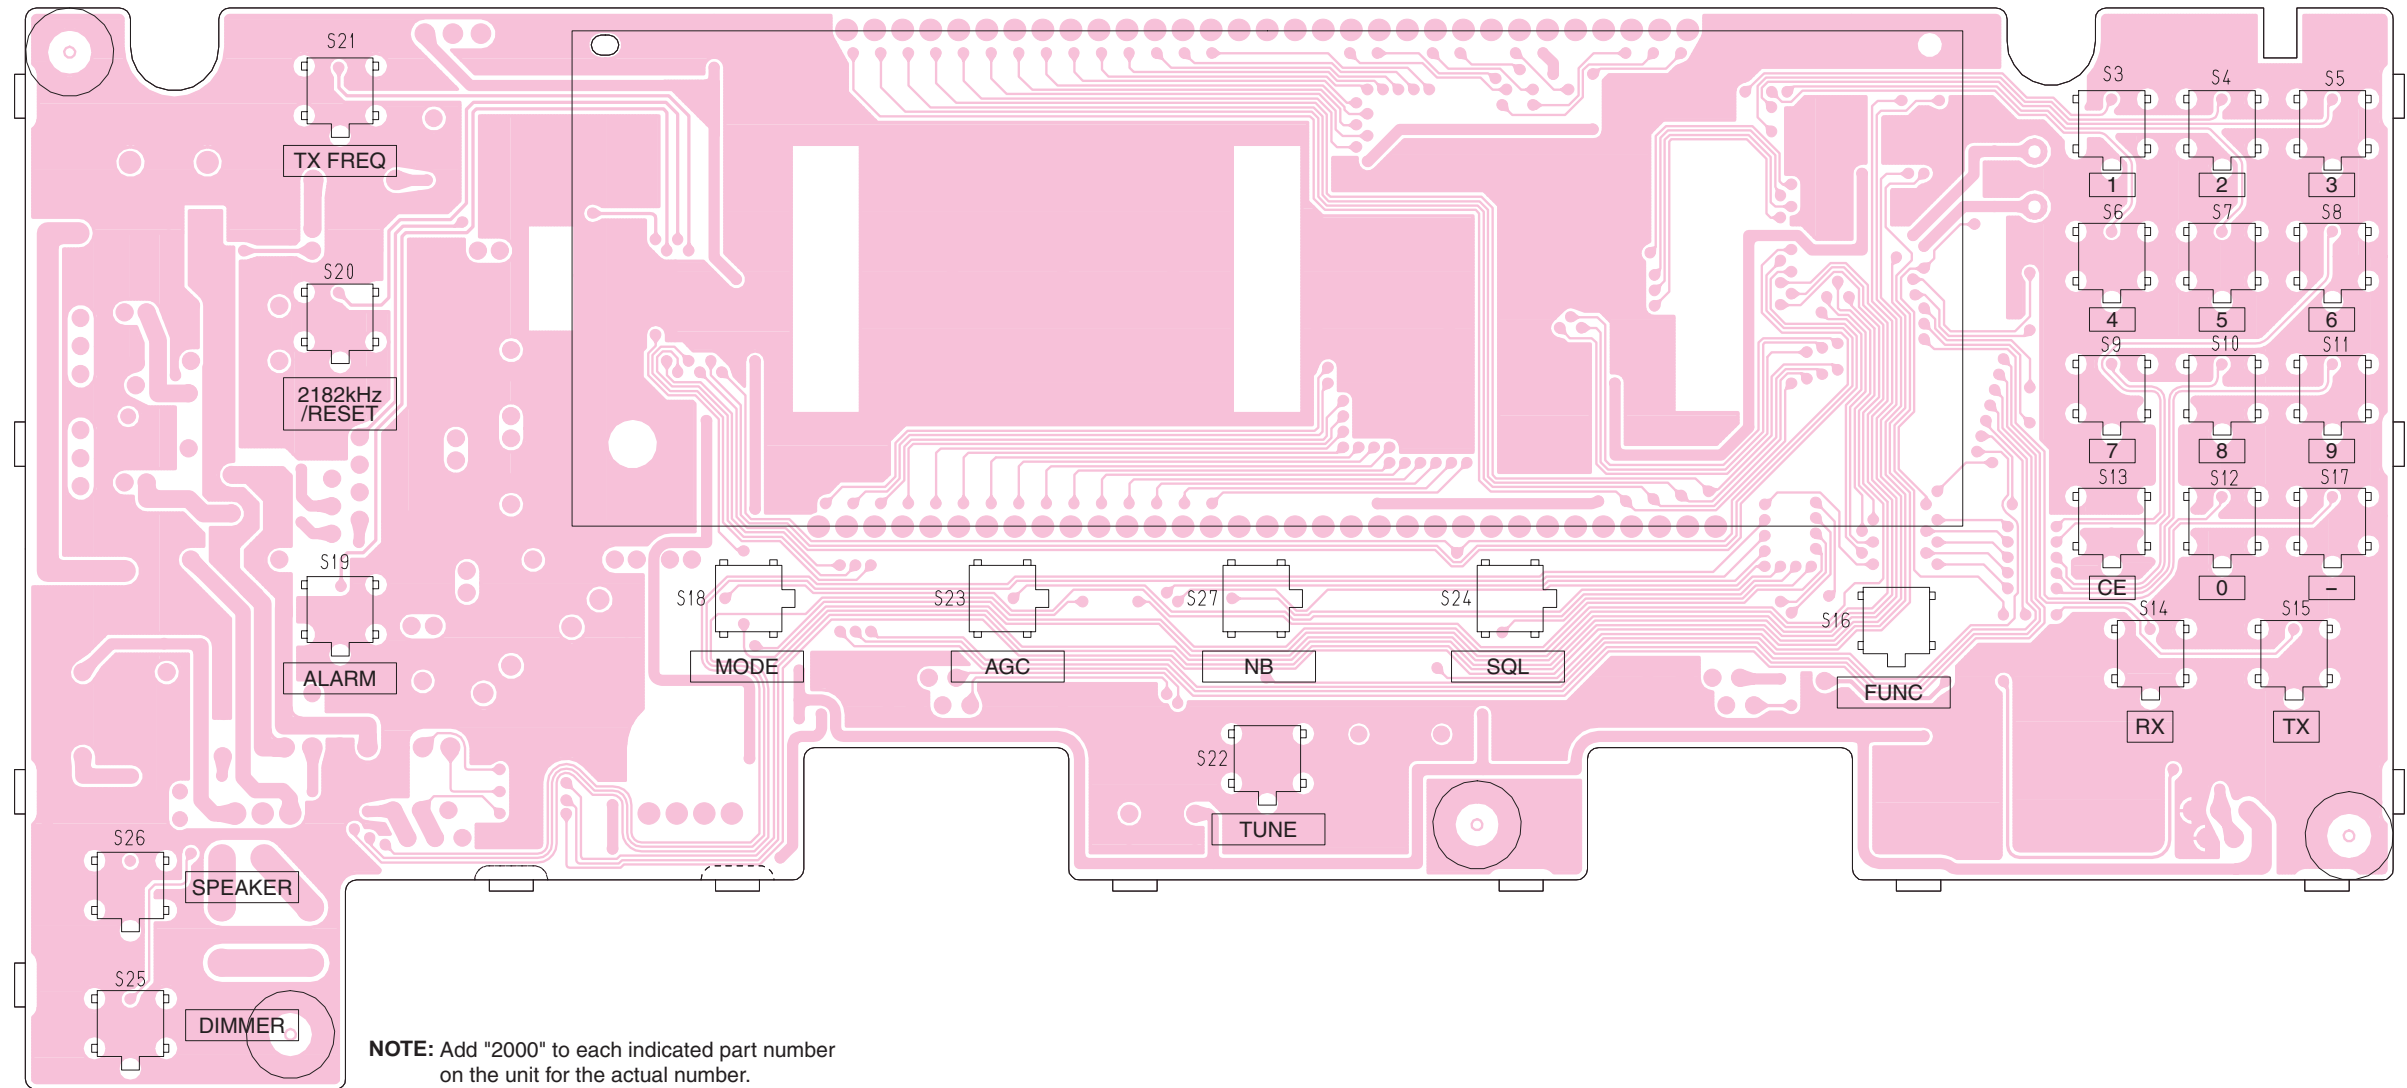 S21
TX FREQ
S3 S4 S5
1 2 3
S6 S7 S8
4 5 6
S20
2182kHz
/RESET
S9 S10 S11
7 8 9
S13 S12 S17
CE 0 –
S19
ALARM
S18 S23 S27 S24 S16
MODE AGC NB SQL FUNC
S14 S15
RX TX
S22
TUNE
S26
SPEAKER
S25
DIMMER
NOTE: Add "2000" to each indicated part number
on the unit for the actual number.